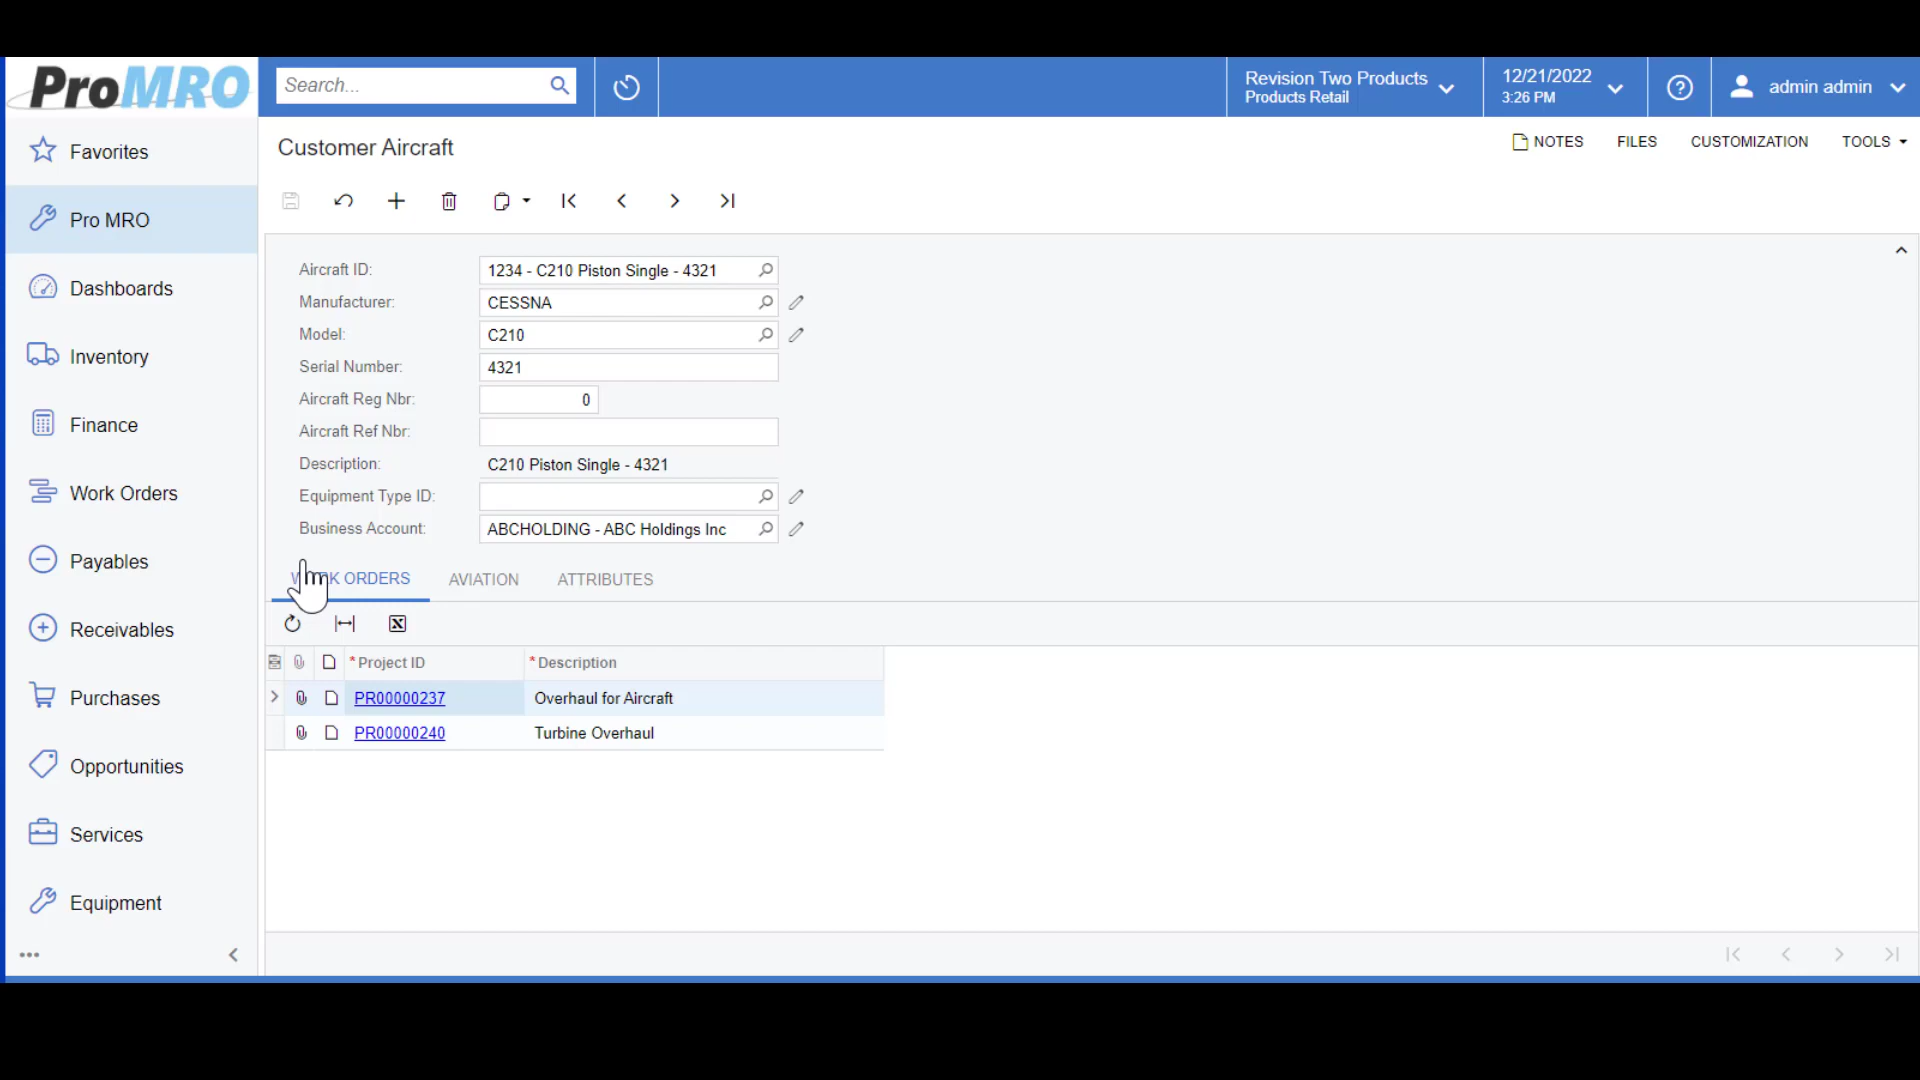 ProMRO
Search...
Revision Two Products
Products Retail
12/21/2022
3:26 PM
admin admin
Favorites
Pro MRO
Dashboards
Inventory
Finance
Work Orders
Payables
Receivables
Purchases
Opportunities
Services
Equipment
Customer Aircraft
NOTES FILES CUSTOMIZATION TOOLS
Aircraft ID: 1234 - C210 Piston Single - 4321
Manufacturer: CESSNA
Model: C210
Serial Number: 4321
Aircraft Reg Nbr: 0
Aircraft Ref Nbr:
Description: C210 Piston Single - 4321
Equipment Type ID:
Business Account: ABCHOLDING - ABC Holdings Inc
ORDERS AVIATION ATTRIBUTES
* Project ID * Description
PR00000237 Overhaul for Aircraft
PR00000240 Turbine Overhaul